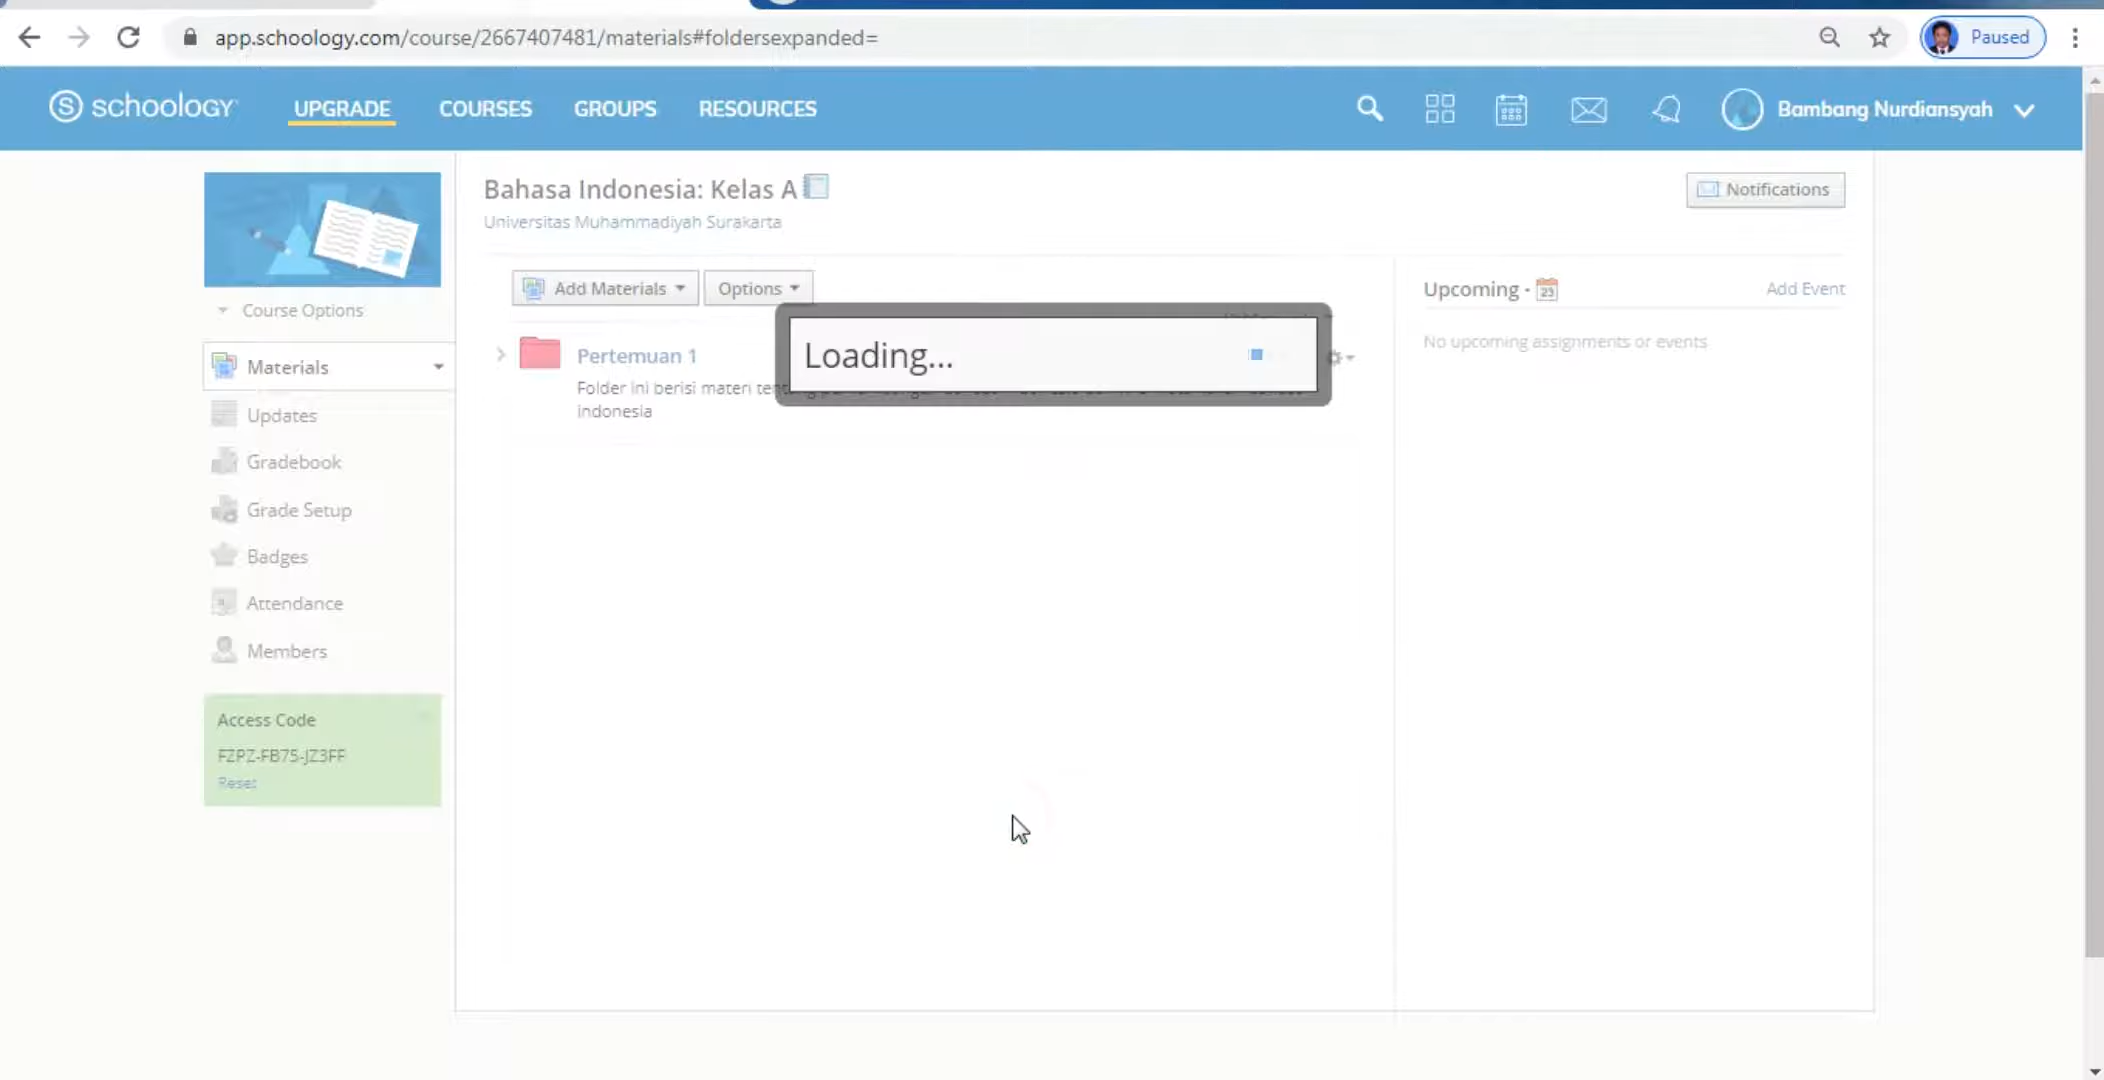 app.schoology.com/course/2667407481/materials#foldersexpanded=
Paused
schoology
UPGRADE
COURSES
GROUPS
RESOURCES
Bambang Nurdiansyah
Bahasa Indonesia: Kelas A
Notifications
Universitas Muhammadiyah Surakarta
Add Materials
Options
Upcoming ·
23
Add Event
Course Options
No upcoming assignments or events
Loading...
Pertemuan 1
Folder ini berisi materi
indonesia
Materials
Updates
Gradebook
Grade Setup
Badges
Attendance
Members
Access Code
FZPZ-FB75-JZ3FF
Reset